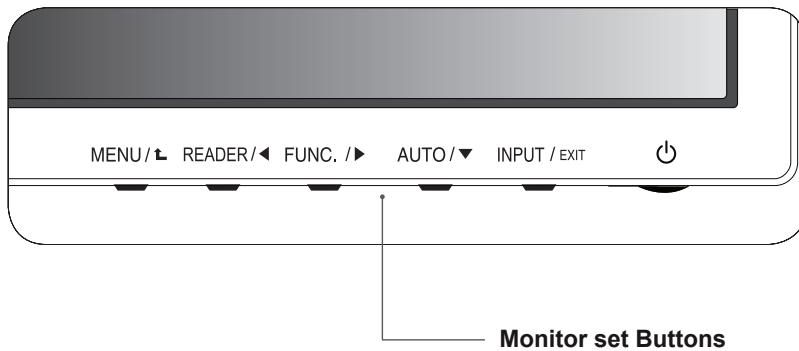 MENU / ⮤ READER / ◀ FUNC. / ▶ AUTO / ▼ INPUT / EXIT
Monitor set Buttons